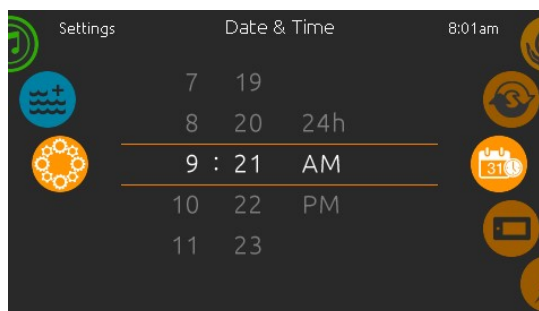 Settings Date & Time 8:01am
7 19
8 20 24h
9 : 21 AM
31
10 22 PM
11 23